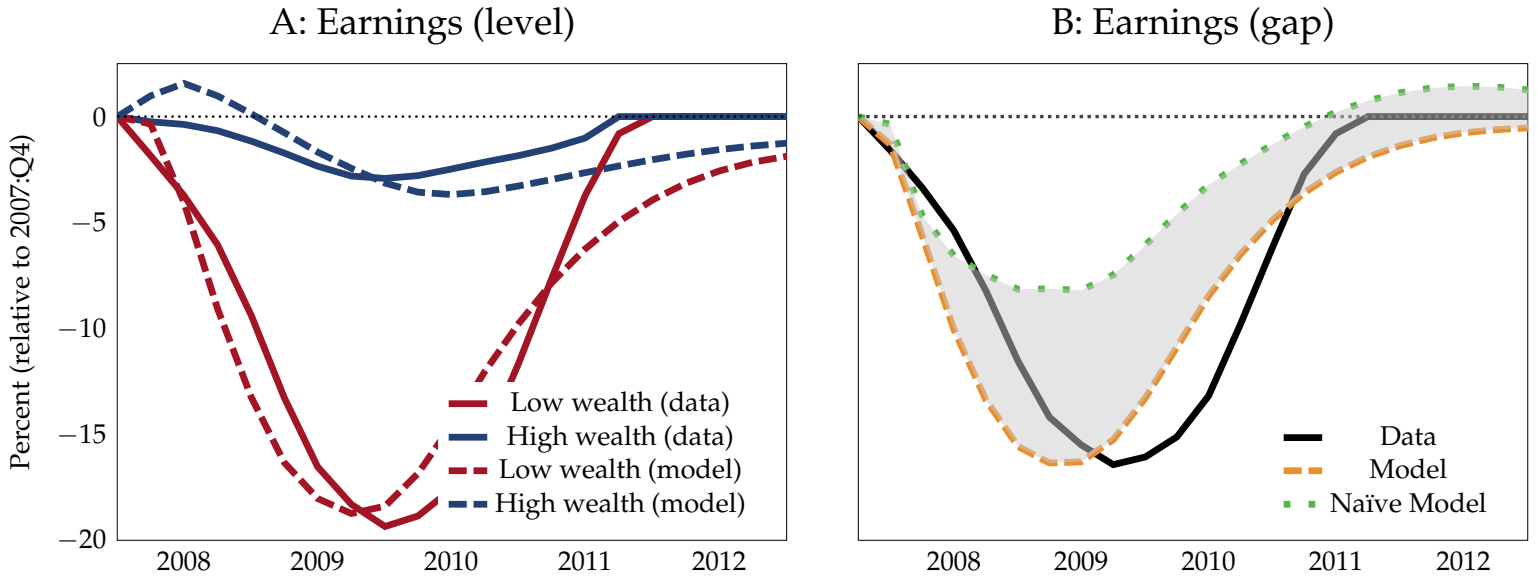 A: Earnings (level)
B: Earnings (gap)
Percent (relative to 2007:Q4)
0
−5
−10
−15
−20
Low wealth (data)
High wealth (data)
Low wealth (model)
High wealth (model)
Data
Model
Naïve Model
2008 2009 2010 2011 2012
2008 2009 2010 2011 2012